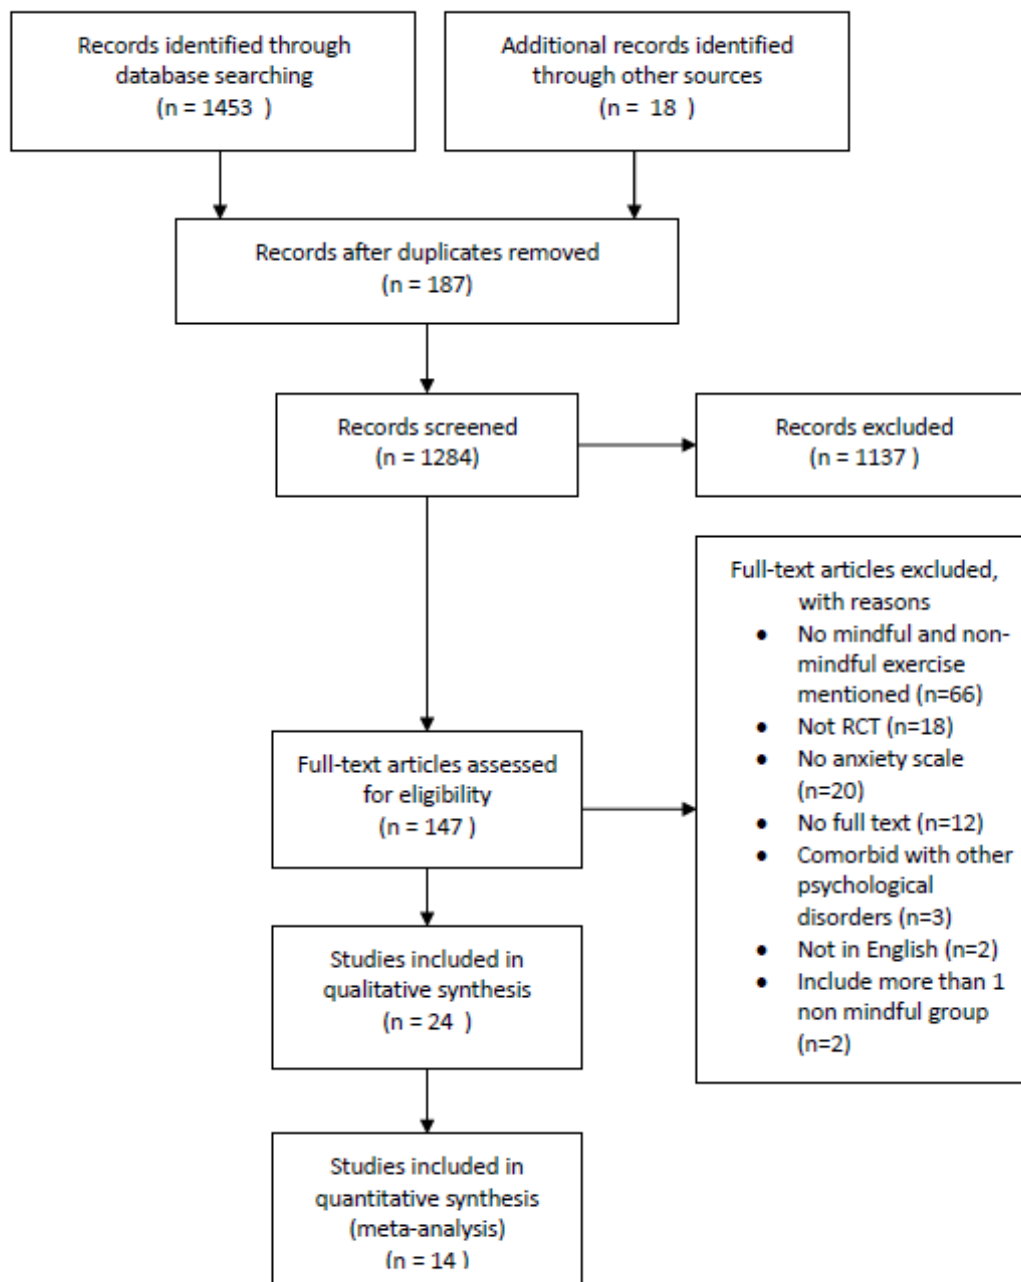 Records identified through
database searching
(n = 1453  )
Additional records identified
through other sources
(n =  18  )
Records after duplicates removed
(n = 187)
Records screened
(n = 1284)
Records excluded
(n = 1137 )
Full-text articles excluded,
with reasons
● No mindful and non-
mindful exercise
mentioned (n=66)
● Not RCT (n=18)
● No anxiety scale
(n=20)
● No full text (n=12)
● Comorbid with other
psychological
disorders (n=3)
● Not in English (n=2)
● Include more than 1
non mindful group
(n=2)
Full-text articles assessed
for eligibility
(n = 147 )
Studies included in
qualitative synthesis
(n = 24  )
Studies included in
quantitative synthesis
(meta-analysis)
(n = 14 )